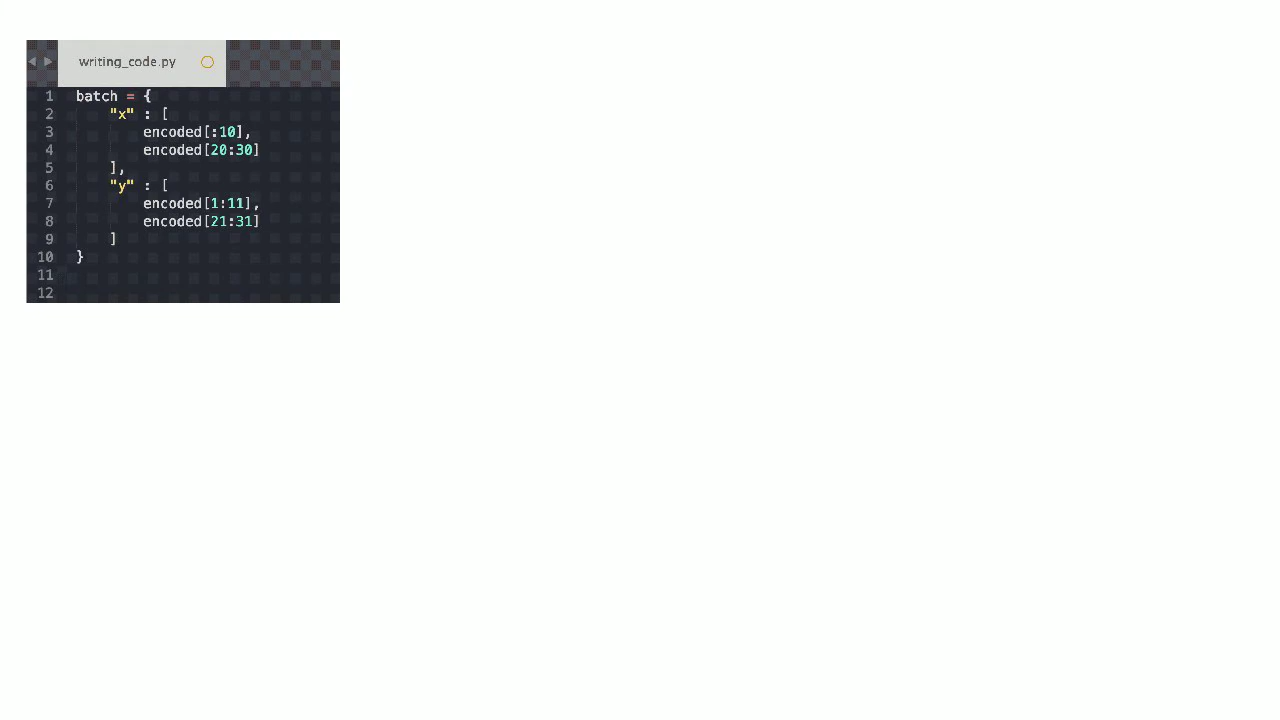 writing_code.py
1 batch = {
2 "x" : [
3 encoded[:10],
4 encoded[20:30]
5 ],
6 "y" : [
7 encoded[1:11],
8 encoded[21:31]
9 ]
10 }
11
12